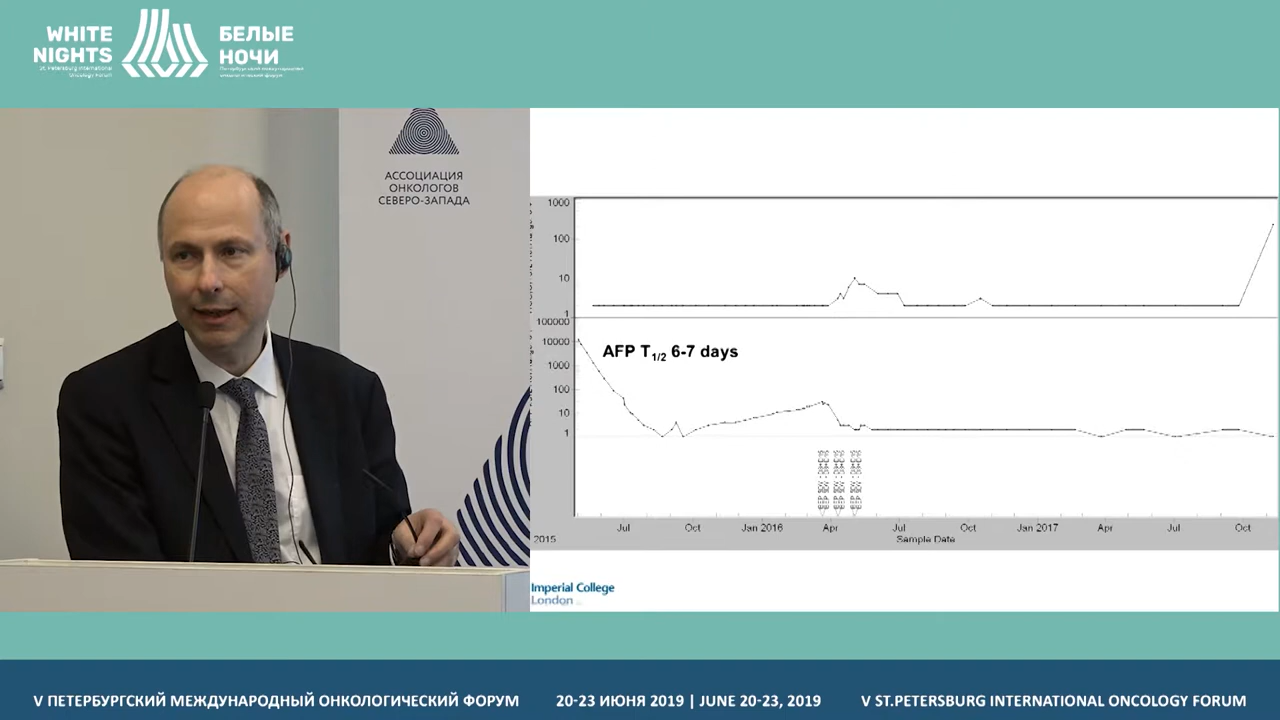 WHITE
NIGHTS
St. Petersburg International
Oncology Forum
БЕЛЫЕ
НОЧИ
АССОЦИАЦИЯ
ОНКОЛОГОВ
СЕВЕРО-ЗАПАДА
1000
100
10
1
100000
10000
1000
100
10
1
AFP T1/2 6-7 days
Jul Oct Jan 2016 Apr Jul Oct Jan 2017 Apr Jul Oct
2015 Sample Date
Imperial College
London
V ПЕТЕРБУРГСКИЙ МЕЖДУНАРОДНЫЙ ОНКОЛОГИЧЕСКИЙ ФОРУМ 20-23 ИЮНЯ 2019 | JUNE 20-23, 2019 V ST.PETERSBURG INTERNATIONAL ONCOLOGY FORUM